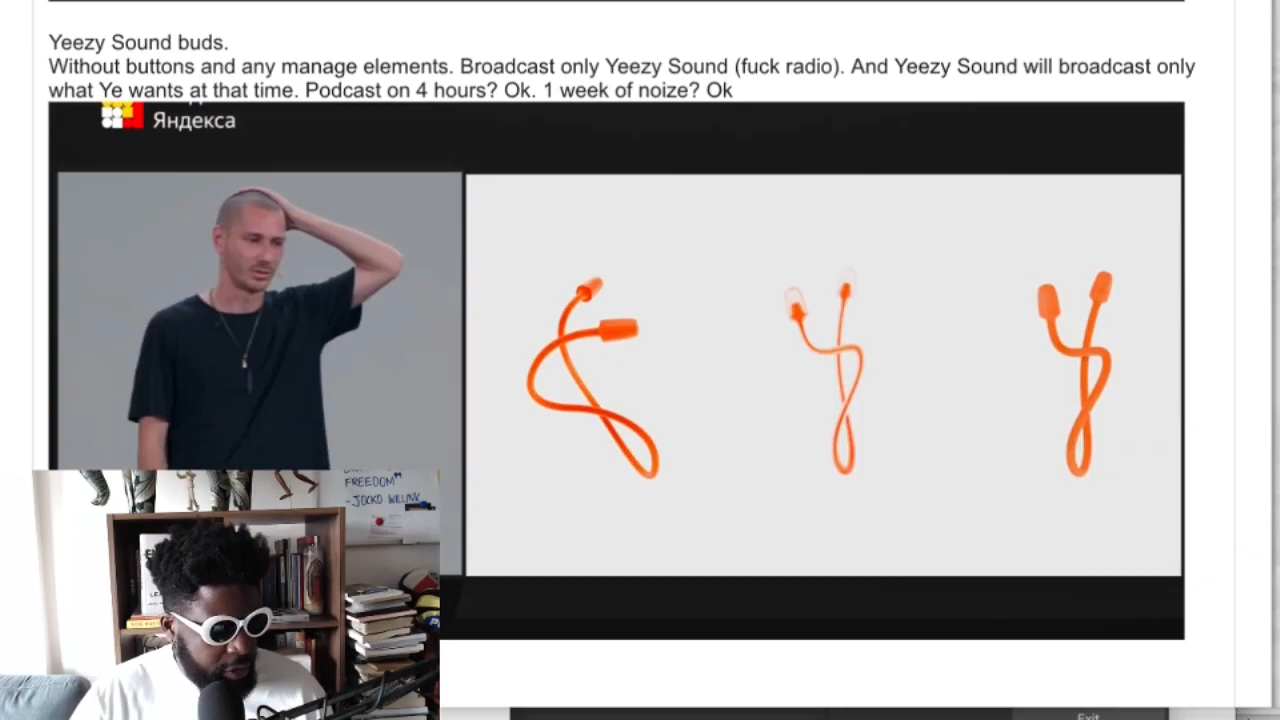 Yeezy Sound buds.
Without buttons and any manage elements. Broadcast only Yeezy Sound (fuck radio). And Yeezy Sound will broadcast only
what Ye wants at that time. Podcast on 4 hours? Ok. 1 week of noize? Ok
Яндекса
FREEDOM"
-JOCKO WILLINK
Exit